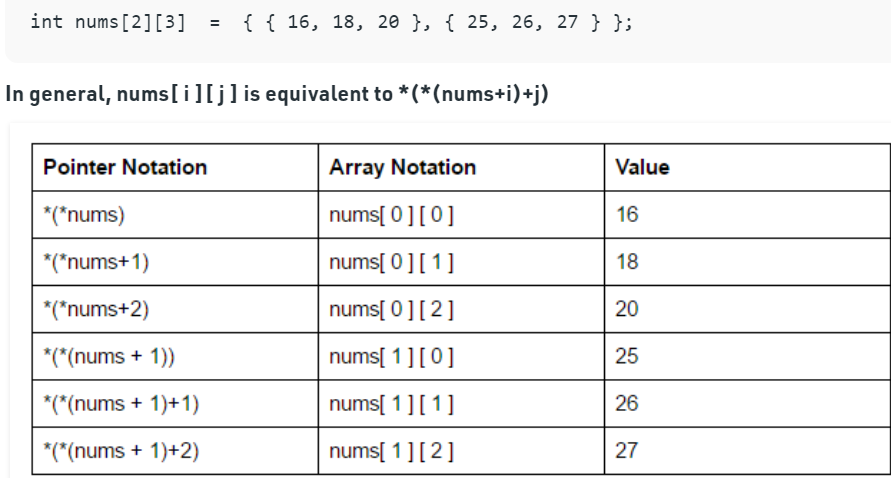 int nums[2][3]  =  { { 16, 18, 20 }, { 25, 26, 27 } };
In general, nums[ i ][ j ] is equivalent to *(*(nums+i)+j)
Pointer Notation Array Notation Value
*(*nums) nums[ 0 ] [ 0 ] 16
*(*nums+1) nums[ 0 ] [ 1 ] 18
*(*nums+2) nums[ 0 ] [ 2 ] 20
*(*(nums + 1)) nums[ 1 ] [ 0 ] 25
*(*(nums + 1)+1) nums[ 1 ] [ 1 ] 26
*(*(nums + 1)+2) nums[ 1 ] [ 2 ] 27